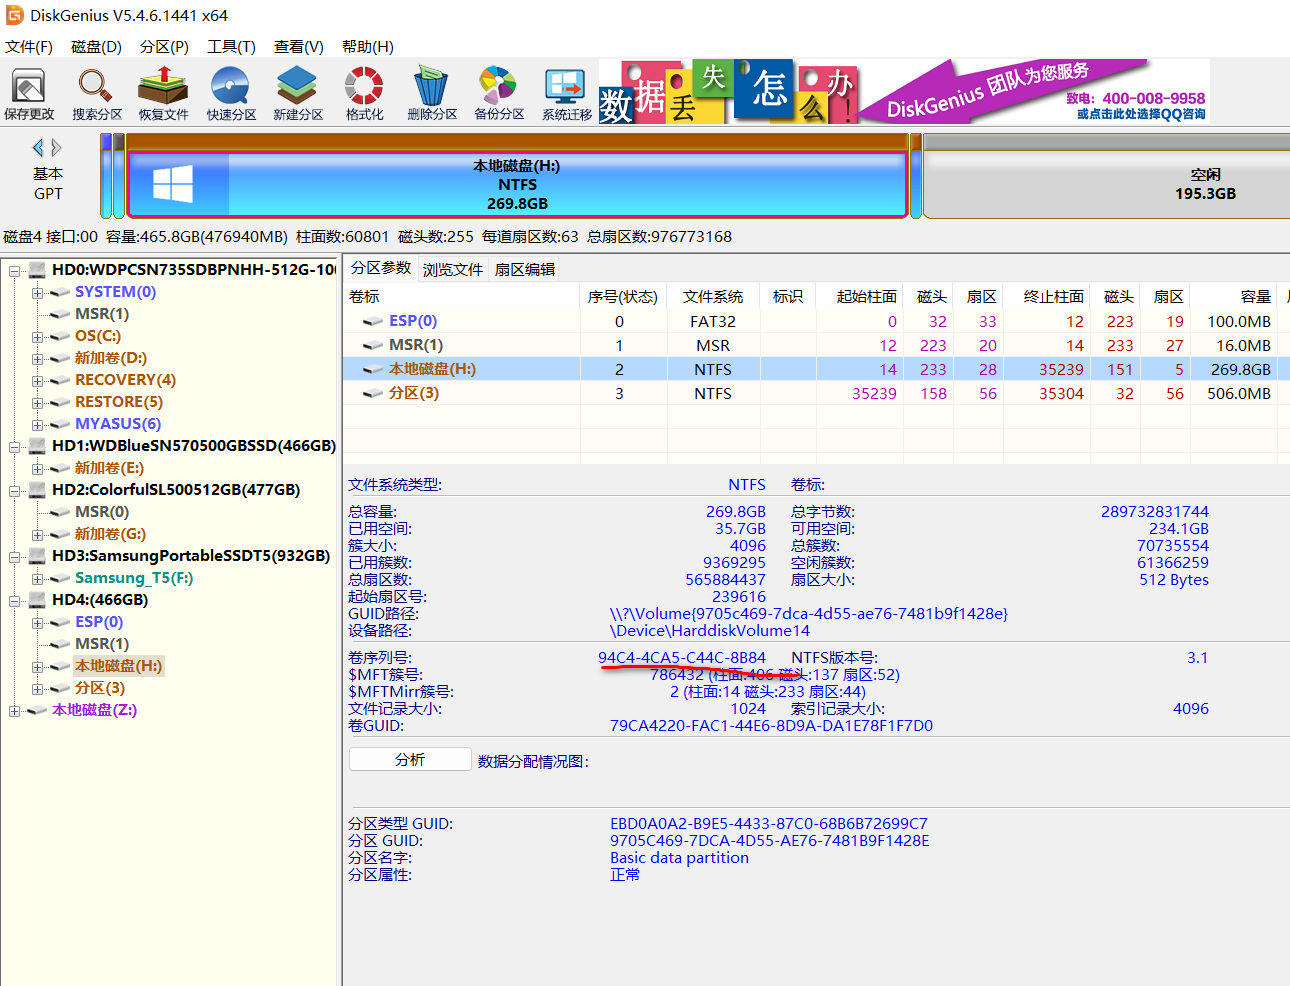 DiskGenius V5.4.6.1441 x64
文件(F) 磁盘(D) 分区(P) 工具(T) 查看(V) 帮助(H)
保存更改 搜索分区 恢复文件 快速分区 新建分区 格式化 删除分区 备份分区 系统迁移
数据丢失怎么办!
DiskGenius 团队为您服务
致电: 400-008-9958
或点击此处选择QQ咨询
基本
GPT
本地磁盘(H:)
NTFS
269.8GB
空闲
195.3GB
磁盘4 接口:00 容量:465.8GB(476940MB) 柱面数:60801 磁头数:255 每道扇区数:63 总扇区数:976773168
HD0:WDPCSN735SDBPNHH-512G-10
SYSTEM(0)
MSR(1)
OS(C:)
新加卷(D:)
RECOVERY(4)
RESTORE(5)
MYASUS(6)
HD1:WDBlueSN570500GBSSD(466GB)
新加卷(E:)
HD2:ColorfulSL500512GB(477GB)
MSR(0)
新加卷(G:)
HD3:SamsungPortableSSDT5(932GB)
Samsung_T5(F:)
HD4:(466GB)
ESP(0)
MSR(1)
本地磁盘(H:)
分区(3)
本地磁盘(Z:)
分区参数 浏览文件 扇区编辑
卷标 序号(状态) 文件系统 标识 起始柱面 磁头 扇区 终止柱面 磁头 扇区 容量
ESP(0) 0 FAT32 0 32 33 12 223 19 100.0MB
MSR(1) 1 MSR 12 223 20 14 233 27 16.0MB
本地磁盘(H:) 2 NTFS 14 233 28 35239 151 5 269.8GB
分区(3) 3 NTFS 35239 158 56 35304 32 56 506.0MB
文件系统类型: NTFS 卷标:
总容量: 269.8GB 总字节数: 289732831744
已用空间: 35.7GB 可用空间: 234.1GB
簇大小: 4096 总簇数: 70735554
已用簇数: 9369295 空闲簇数: 61366259
总扇区数: 565884437 扇区大小: 512 Bytes
起始扇区号: 239616
GUID路径: \\?\Volume{9705c469-7dca-4d55-ae76-7481b9f1428e}
设备路径: \Device\HarddiskVolume14
卷序列号: 94C4-4CA5-C44C-8B84 NTFS版本号: 3.1
$MFT簇号: 786432 (柱面:406 磁头:137 扇区:52)
$MFTMirr簇号: 2 (柱面:14 磁头:233 扇区:44)
文件记录大小: 1024 索引记录大小: 4096
卷GUID: 79CA4220-FAC1-44E6-8D9A-DA1E78F1F7D0
分析 数据分配情况图:
分区类型 GUID: EBD0A0A2-B9E5-4433-87C0-68B6B72699C7
分区 GUID: 9705C469-7DCA-4D55-AE76-7481B9F1428E
分区名字: Basic data partition
分区属性: 正常